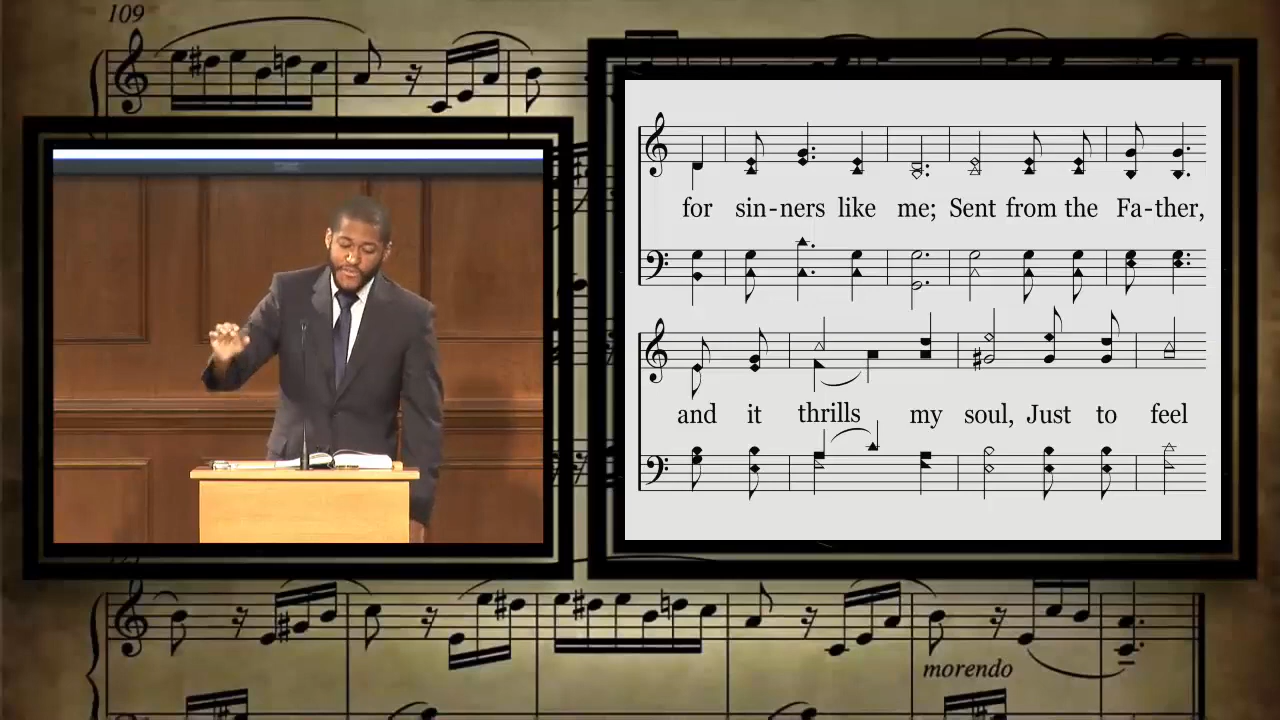 109
for sin-ners like me; Sent from the Fa-ther,
and it thrills my soul, Just to feel
morendo